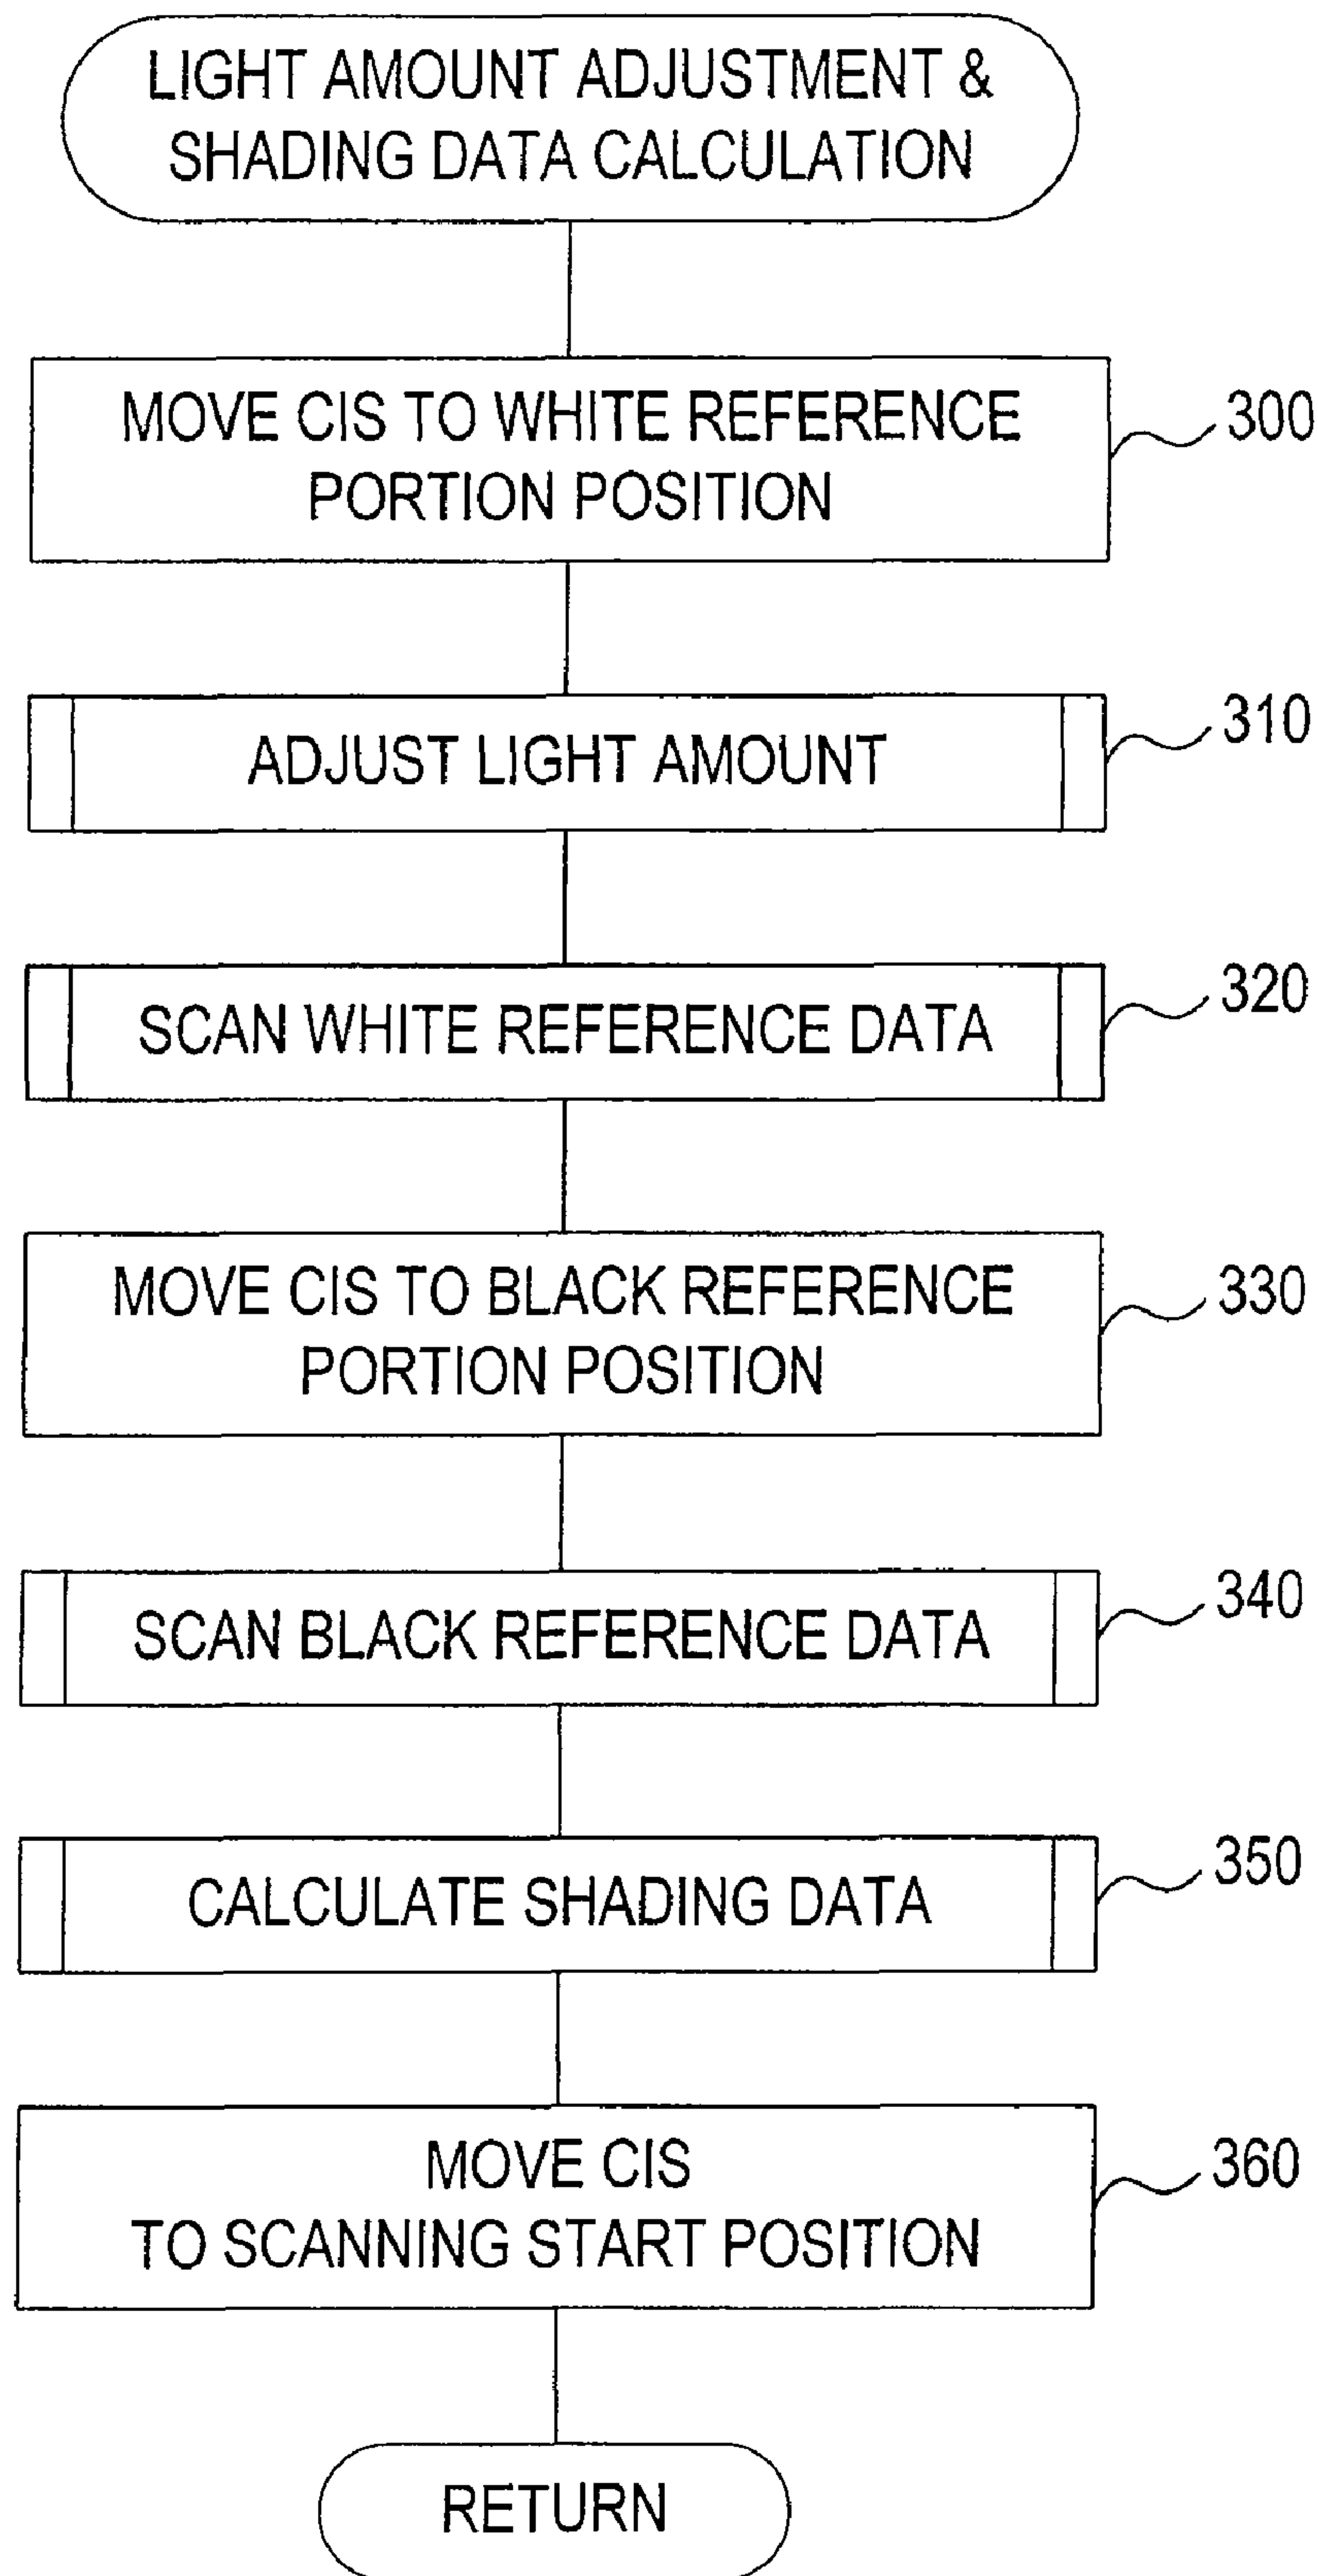 LIGHT AMOUNT ADJUSTMENT &
SHADING DATA CALCULATION
MOVE CIS TO WHITE REFERENCE
PORTION POSITION
300
ADJUST LIGHT AMOUNT
310
SCAN WHITE REFERENCE DATA
320
MOVE CIS TO BLACK REFERENCE
PORTION POSITION
330
SCAN BLACK REFERENCE DATA
340
CALCULATE SHADING DATA
350
MOVE CIS
TO SCANNING START POSITION
360
RETURN